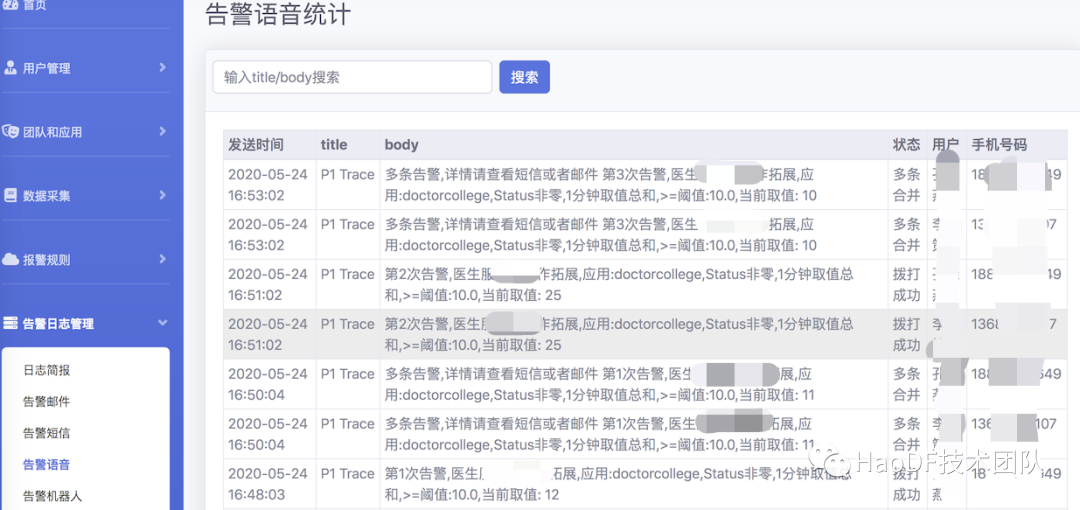 首页
用户管理
团队和应用
数据采集
报警规则
告警日志管理
日志简报
告警邮件
告警短信
告警语音
告警机器人
告警语音统计
输入title/body搜索
搜索
发送时间 title body 状态 用户 手机号码
2020-05-24 P1 Trace 多条告警,详情请查看短信或者邮件 第3次告警,医生 拓展,应 多条 18 49
16:53:02 用:doctorcollege,Status非零,1分钟取值总和,>=阈值:10.0,当前取值: 10 合并
2020-05-24 P1 Trace 多条告警,详情请查看短信或者邮件 第3次告警,医生 作拓展,应 多条 李 13 07
16:53:02 用:doctorcollege,Status非零,1分钟取值总和,>=阈值:10.0,当前取值: 10 合并
2020-05-24 P1 Trace 第2次告警,医生服 作拓展,应用:doctorcollege,Status非零,1分钟取值总 拨打 188 49
16:51:02 和,>=阈值:10.0,当前取值: 25 成功
2020-05-24 P1 Trace 第2次告警,医生 作拓展,应用:doctorcollege,Status非零,1分钟取值总 拨打 李 1368 7
16:51:02 和,>=阈值:10.0,当前取值: 25 成功
2020-05-24 P1 Trace 多条告警,详情请查看短信或者邮件 第1次告警,医生 展,应 多条 孔 188 549
16:50:04 用:doctorcollege,Status非零,1分钟取值总和,>=阈值:10.0,当前取值: 11 合并
2020-05-24 P1 Trace 多条告警,详情请查看短信或者邮件 第1次告警,医生 拓展,应 多条 李 136 107
16:50:04 用:doctorcollege,Status非零,1分钟取值总和,>=阈值:10.0,当前取值: 11 合并
2020-05-24 P1 Trace 第1次告警,医生 拓展,应用:doctorcollege,Status非零,1分钟取值总 拨打 18 49
16:48:03 和,>=阈值:10.0,当前取值: 12 成功 燕
HaoDF技术团队